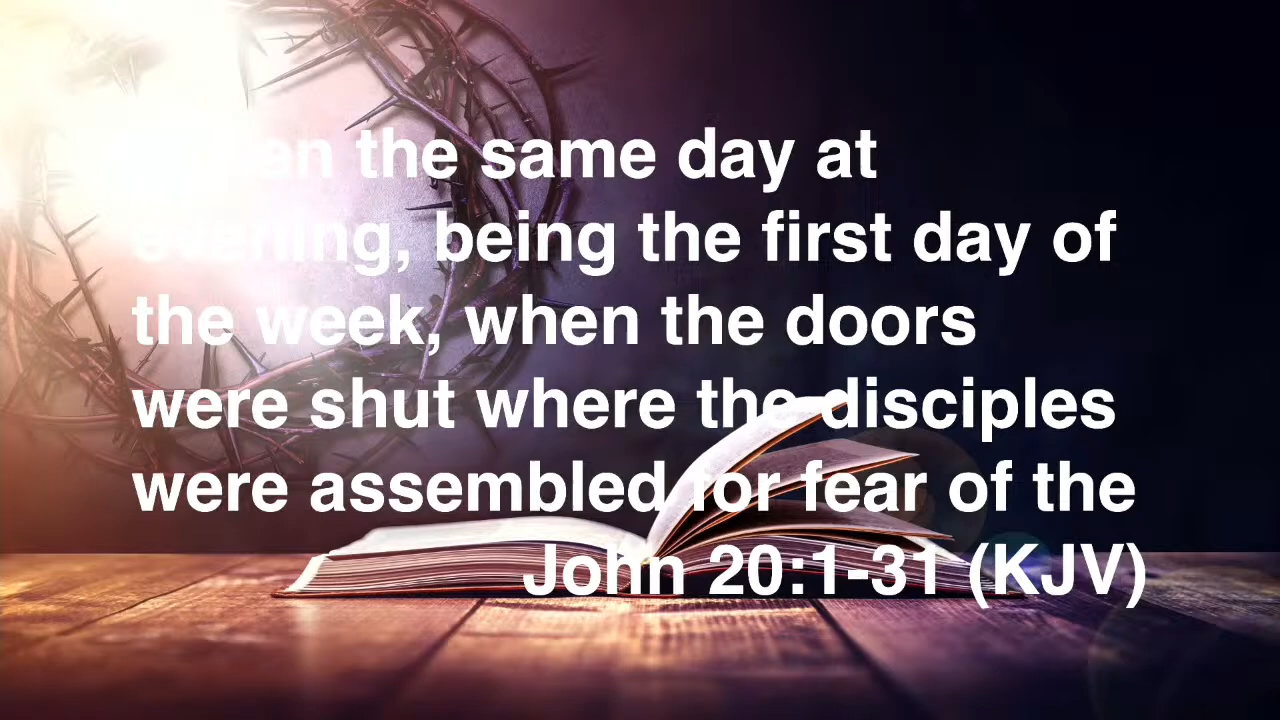 the same day at
evening, being the first day of
the week, when the doors
were shut where the disciples
were assembled for fear of the
John 20:1-31 (KJV)